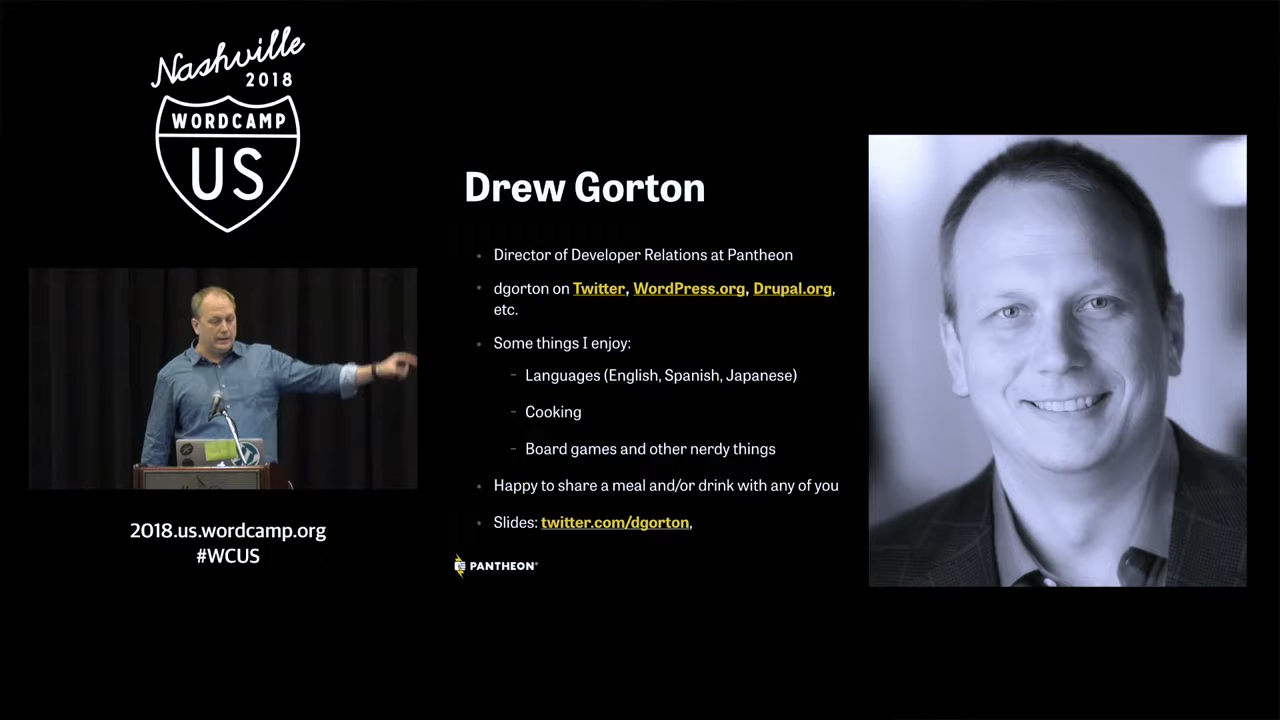 Nashville
2018
WORDCAMP
US
2018.us.wordcamp.org
#WCUS
Drew Gorton
• Director of Developer Relations at Pantheon
• dgorton on Twitter, WordPress.org, Drupal.org,
etc.
• Some things I enjoy:
– Languages (English, Spanish, Japanese)
– Cooking
– Board games and other nerdy things
• Happy to share a meal and/or drink with any of you
• Slides: twitter.com/dgorton,
PANTHEON®